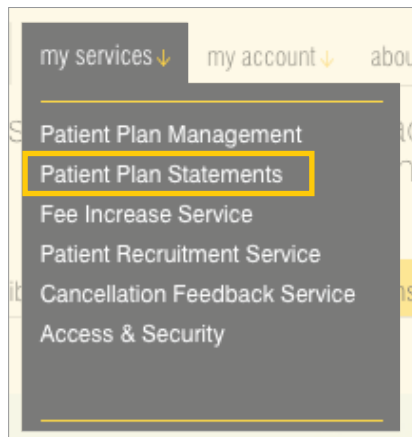 my services↓ my account↓ abou
Patient Plan Management
Patient Plan Statements
Fee Increase Service
Patient Recruitment Service
Cancellation Feedback Service
Access & Security